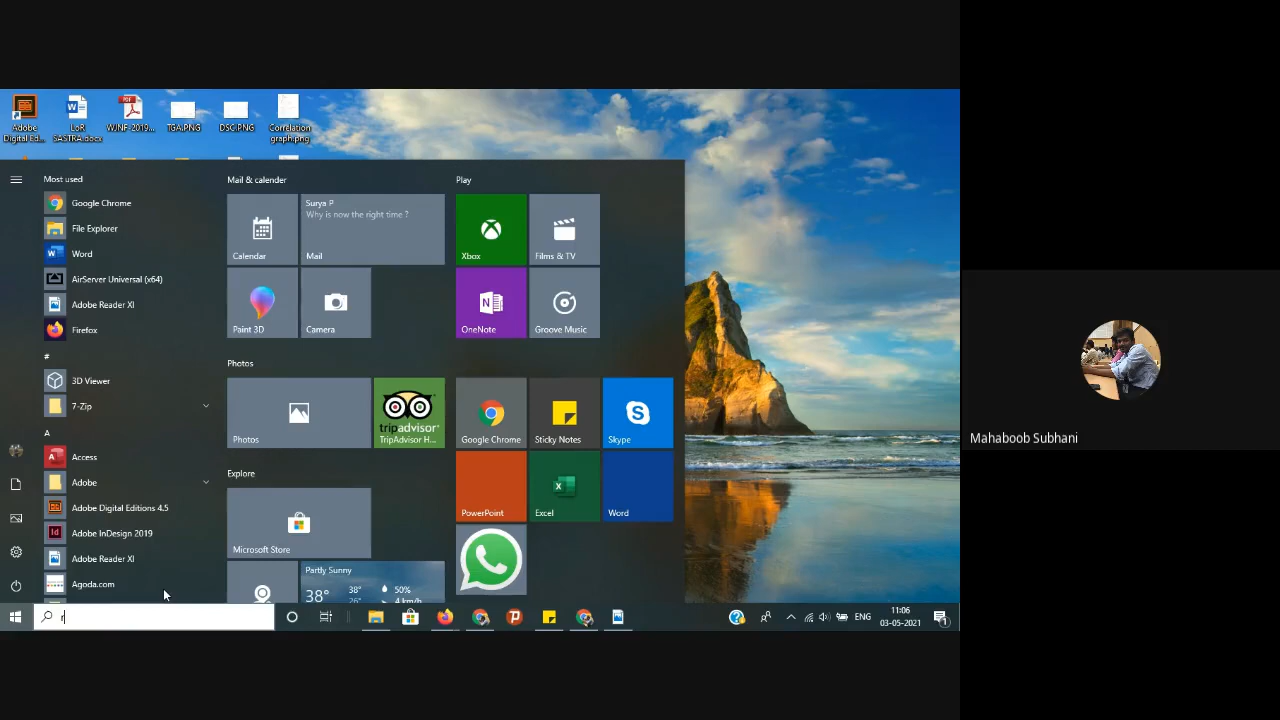 Adobe
Digital Ed...
LoR
SASTRA.docx
WJNF-2019...
TGA.PNG
DSC.PNG
Correlation
graph.png
Most used
Google Chrome
File Explorer
Word
AirServer Universal (x64)
Adobe Reader XI
Firefox
#
3D Viewer
7-Zip
A
Access
Adobe
Adobe Digital Editions 4.5
Adobe InDesign 2019
Adobe Reader XI
Agoda.com
Mail & calender
Calendar
Surya P
Why is now the right time ?
Mail
Paint 3D
Camera
Photos
Photos
tripadvisor
TripAdvisor H...
Explore
Microsoft Store
Partly Sunny
38°
38°
26°
50%
4 km/h
Play
Xbox
Films & TV
OneNote
Groove Music
Google Chrome
Sticky Notes
Skype
PowerPoint
Excel
Word
r
ENG
11:06
03-05-2021
1
Mahaboob Subhani